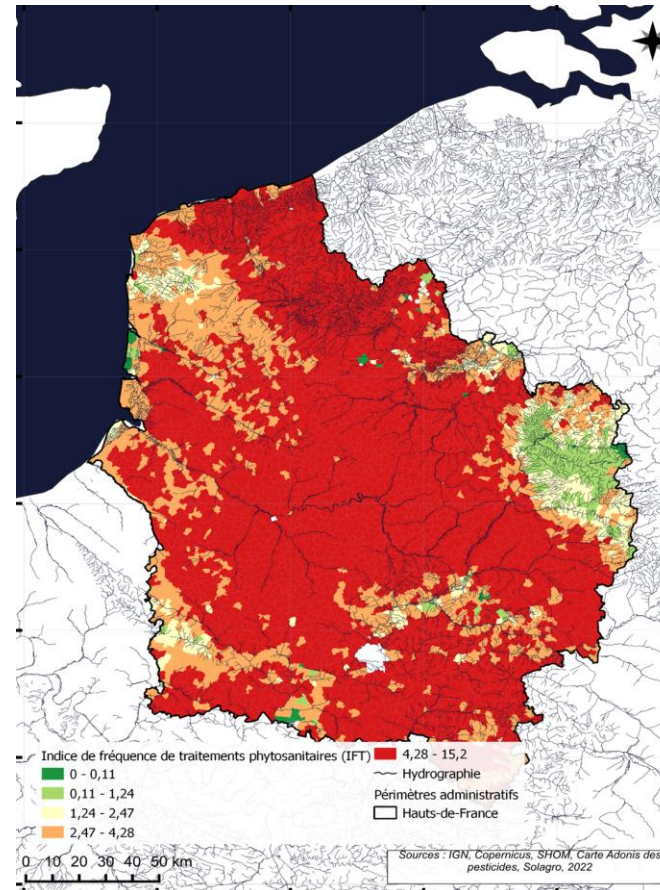 Indice de fréquence de traitements phytosanitaires (IFT)
0 - 0,11
0,11 - 1,24
1,24 - 2,47
2,47 - 4,28
4,28 - 15,2
Hydrographie
Périmètres administratifs
Hauts-de-France
0 10 20 30 40 50 km
Sources : IGN, Copernicus, SHOM, Carte Adonis des
pesticides, Solagro, 2022